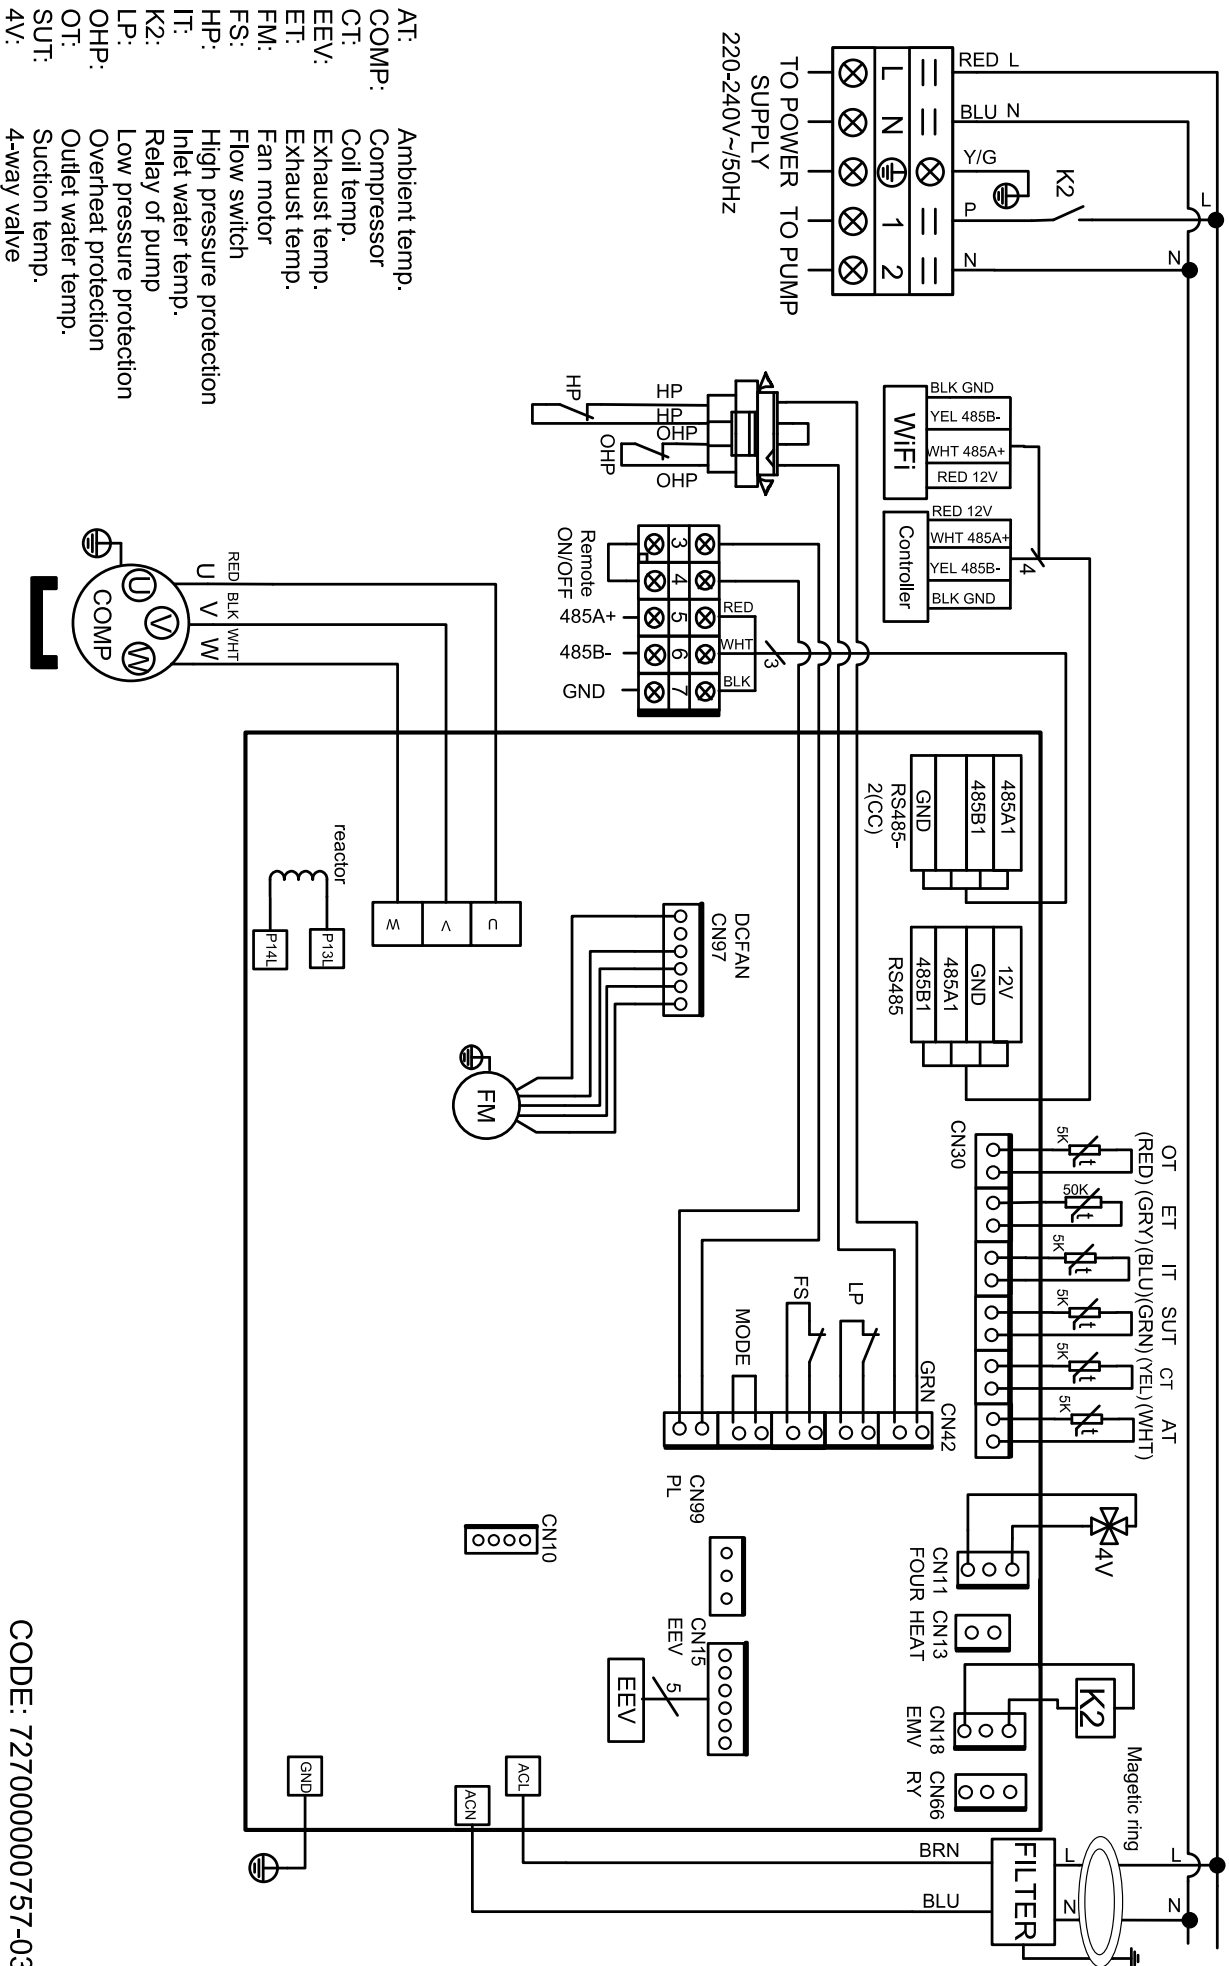 RED L
BLU N
Y/G
P
N
K2
L
N
L
N
1
2
TO POWER
SUPPLY
220-240V~/50Hz
TO PUMP
AT: Ambient temp.
COMP: Compressor
CT: Coil temp.
EEV: Exhaust temp.
ET: Exhaust temp.
FM: Fan motor
FS: Flow switch
HP: High pressure protection
IT: Inlet water temp.
K2: Relay of pump
LP: Low pressure protection
OHP: Overheat protection
OT: Outlet water temp.
SUT: Suction temp.
4V: 4-way valve
BLK GND
YEL 485B-
WHT 485A+
RED 12V
WiFi
RED 12V
WHT 485A+
YEL 485B-
BLK GND
Controller
4
HP
HP
OHP
OHP
HP
OHP
Remote
ON/OFF
485A+
485B-
GND
3
4
5
6
7
RED
WHT
BLK
3
RED
BLK
WHT
U
V
W
U
V
W
COMP
485A1
485B1
GND
RS485-
2(CC)
12V
GND
485A1
485B1
RS485
reactor
P13L
P14L
U
V
W
DCFAN
CN97
FM
CN30
OT
(RED)
5K
t
ET
(GRY)
50K
t
IT
(BLU)
5K
t
SUT
(GRN)
5K
t
CT
(YEL)
5K
t
AT
(WHT)
5K
t
FS
LP
MODE
GRN
CN42
4V
CN11
FOUR
CN13
HEAT
K2
CN18
EMV
CN66
RY
CN99
PL
CN10
CN15
EEV
5
EEV
GND
ACL
ACN
BRN
BLU
FILTER
L
N
Magetic ring
L
N
CODE: 72700000757-03